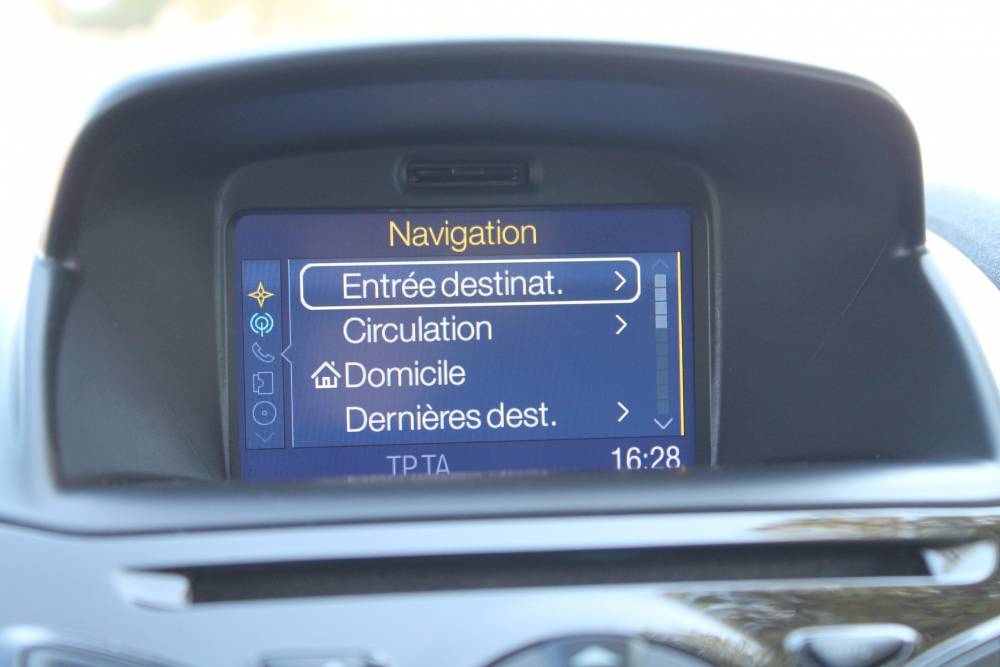 Navigation
Entrée destinat.
Circulation
Domicile
Dernières dest.
TP TA 16:28